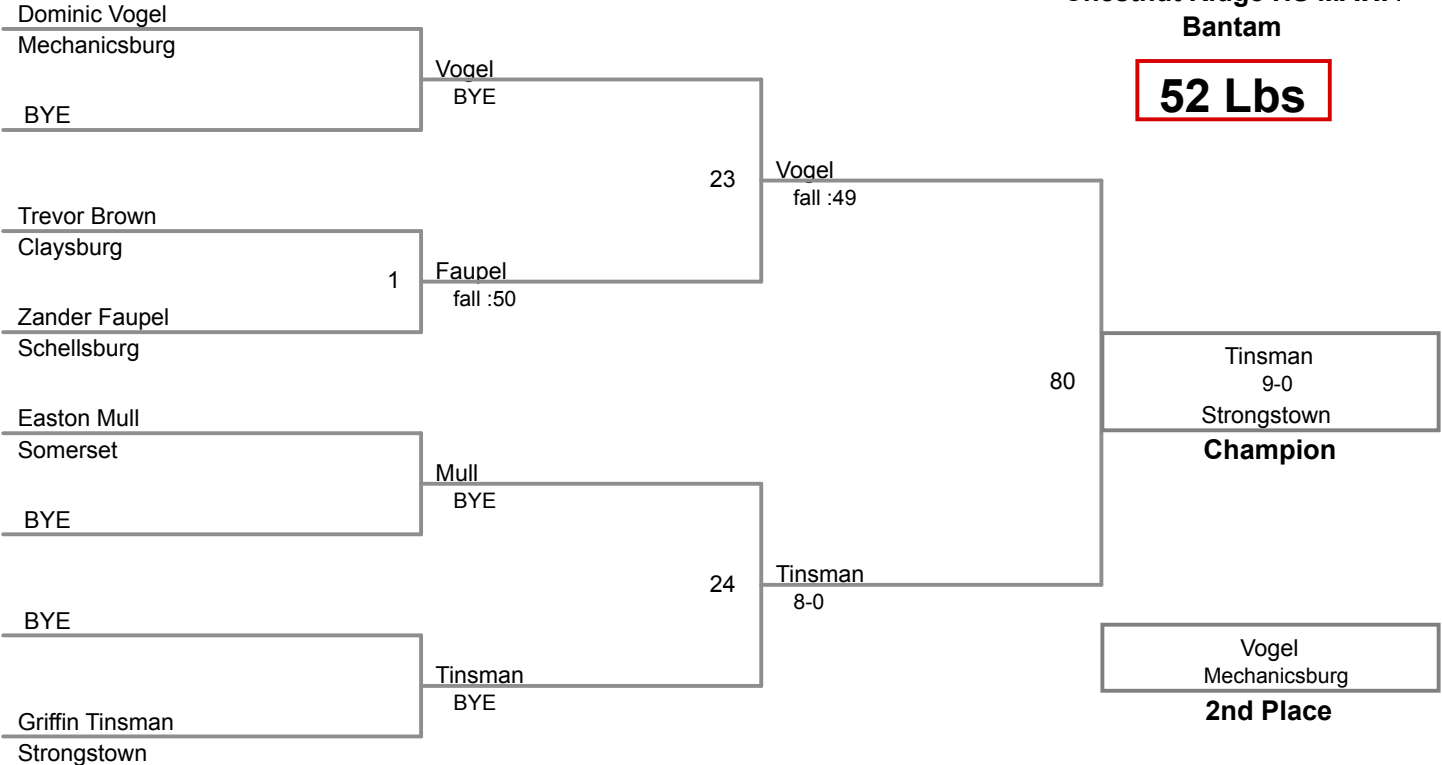 Bantam
52 Lbs
Dominic Vogel
Mechanicsburg
BYE
Trevor Brown
Claysburg
Zander Faupel
Schellsburg
Easton Mull
Somerset
BYE
BYE
Griffin Tinsman
Strongstown
Vogel
BYE
1
Faupel
fall :50
Mull
BYE
Tinsman
BYE
23
Vogel
fall :49
24
Tinsman
8-0
80
Tinsman
9-0
Strongstown
Champion
Vogel
Mechanicsburg
2nd Place